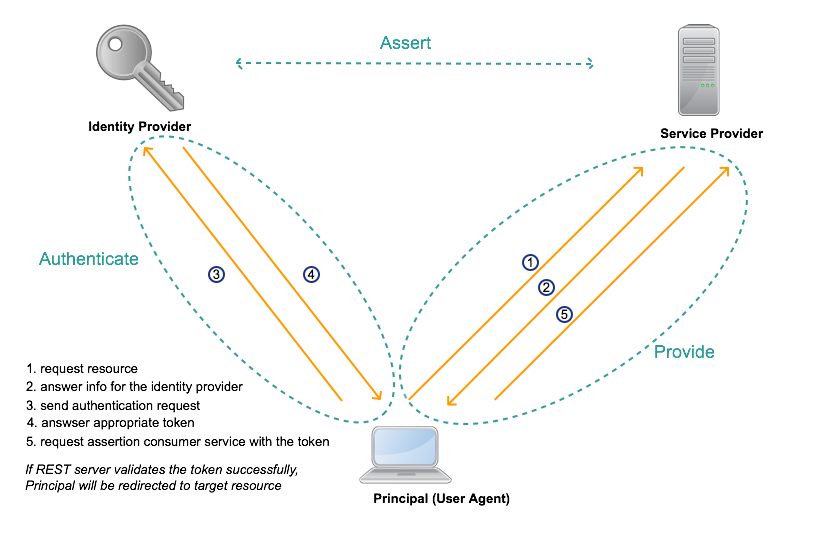 Assert
Identity Provider
Service Provider
Authenticate
3
4
1
2
5
Provide
1. request resource
2. answer info for the identity provider
3. send authentication request
4. answser appropriate token
5. request assertion consumer service with the token
If REST server validates the token successfully,
Principal will be redirected to target resource
Principal (User Agent)